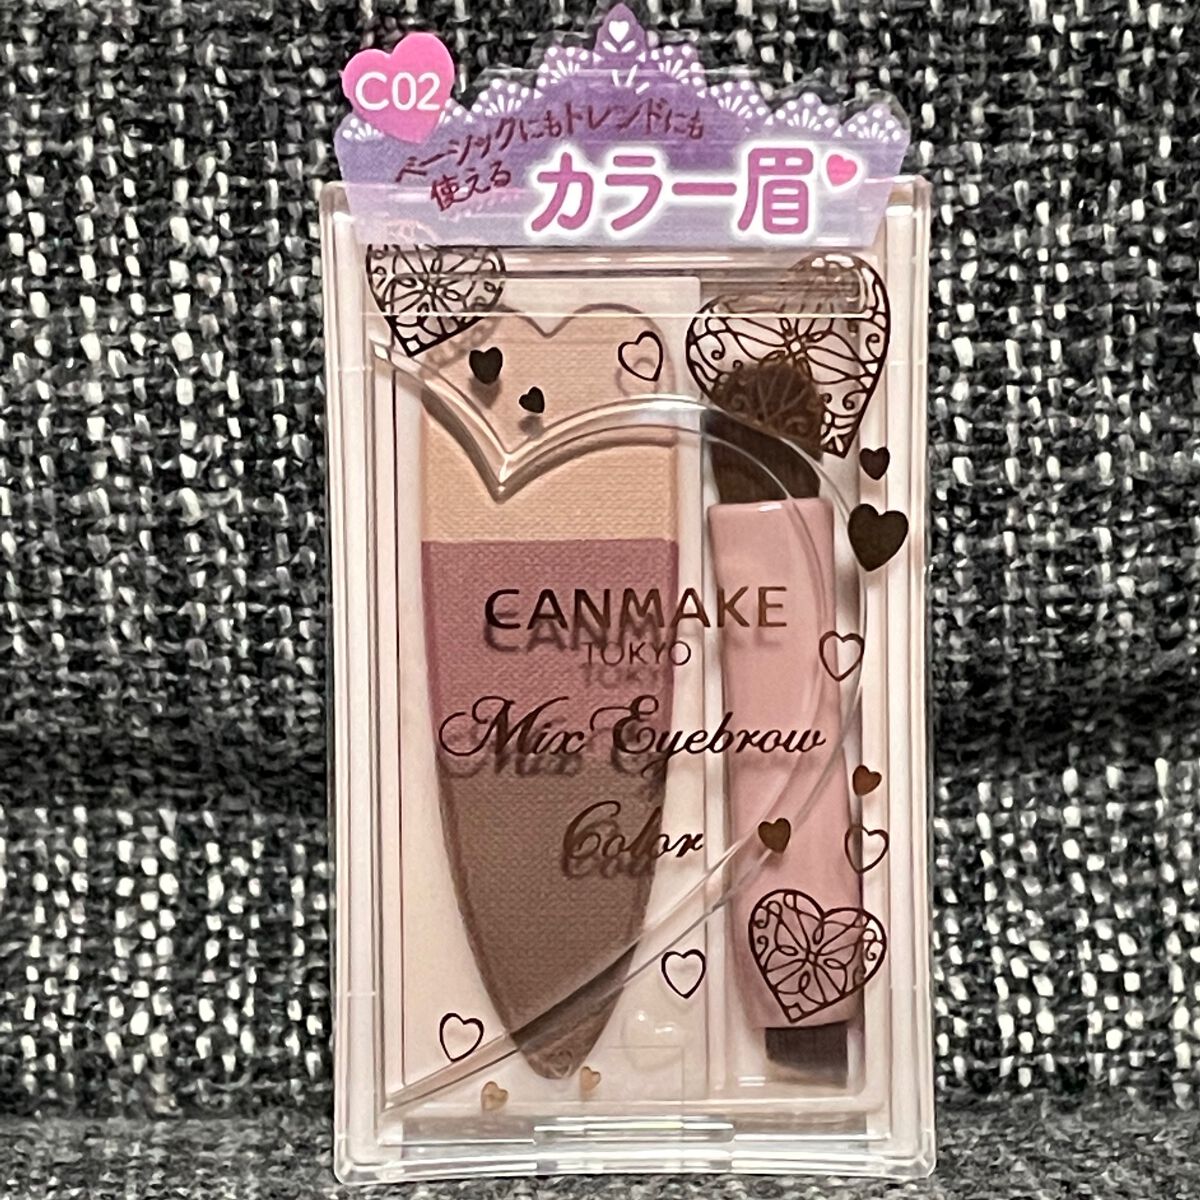 C02
ベーシックにもトレンドにも
使える
カラー眉
CANMAKE
TOKYO
Mix Eyebrow
Color